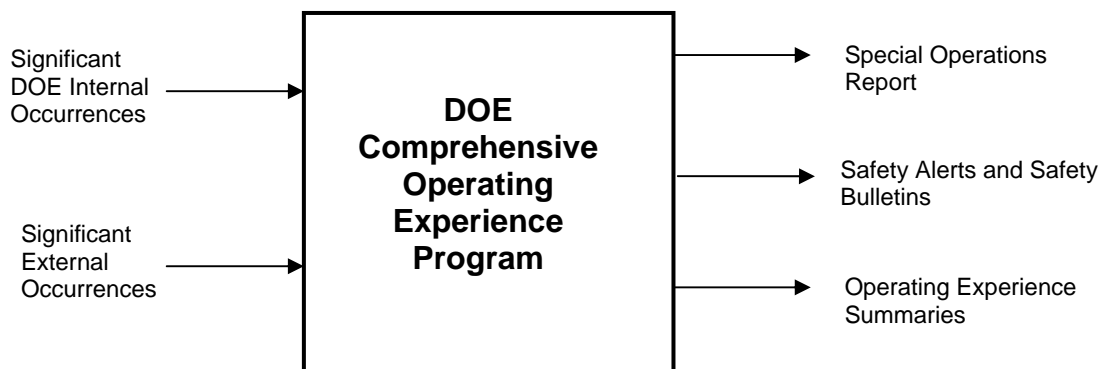 Significant
DOE Internal
Occurrences
Significant
External
Occurrences
DOE
Comprehensive
Operating
Experience
Program
Special Operations
Report
Safety Alerts and Safety
Bulletins
Operating Experience
Summaries